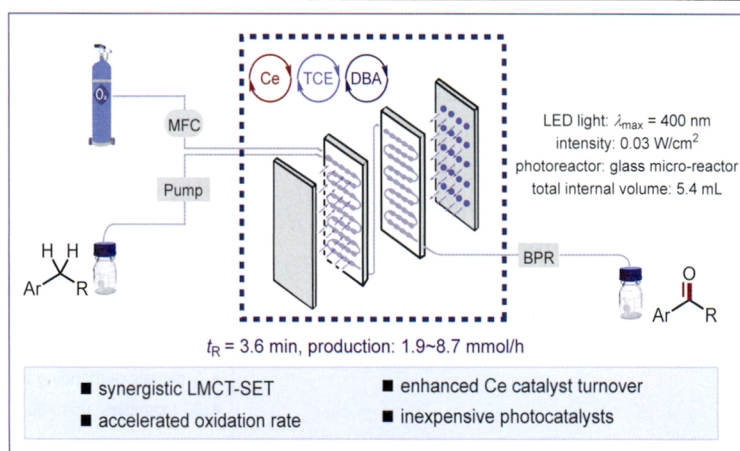 Ce TCE DBA
O₂
MFC
Pump
LED light: λmax = 400 nm
intensity: 0.03 W/cm²
photoreactor: glass micro-reactor
total internal volume: 5.4 mL
BPR
H H
Ar R
O
Ar R
tR = 3.6 min, production: 1.9~8.7 mmol/h
■ synergistic LMCT-SET
■ enhanced Ce catalyst turnover
■ accelerated oxidation rate
■ inexpensive photocatalysts